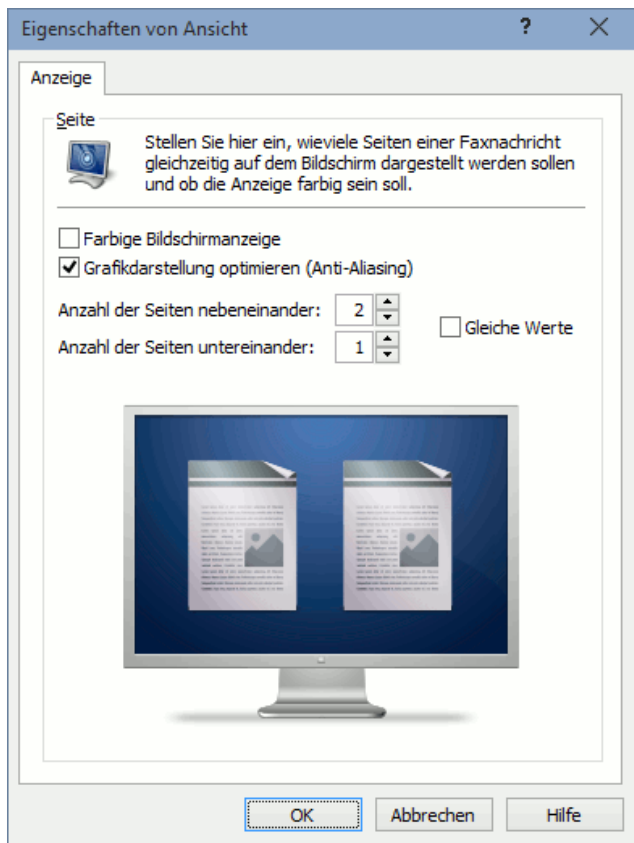 Eigenschaften von Ansicht ?
Anzeige
Seite
Stellen Sie hier ein, wieviele Seiten einer Faxnachricht
gleichzeitig auf dem Bildschirm dargestellt werden sollen
und ob die Anzeige farbig sein soll.
Farbige Bildschirmanzeige
Grafikdarstellung optimieren (Anti-Aliasing)
Anzahl der Seiten nebeneinander: 2
Gleiche Werte
Anzahl der Seiten untereinander: 1
OK Abbrechen Hilfe